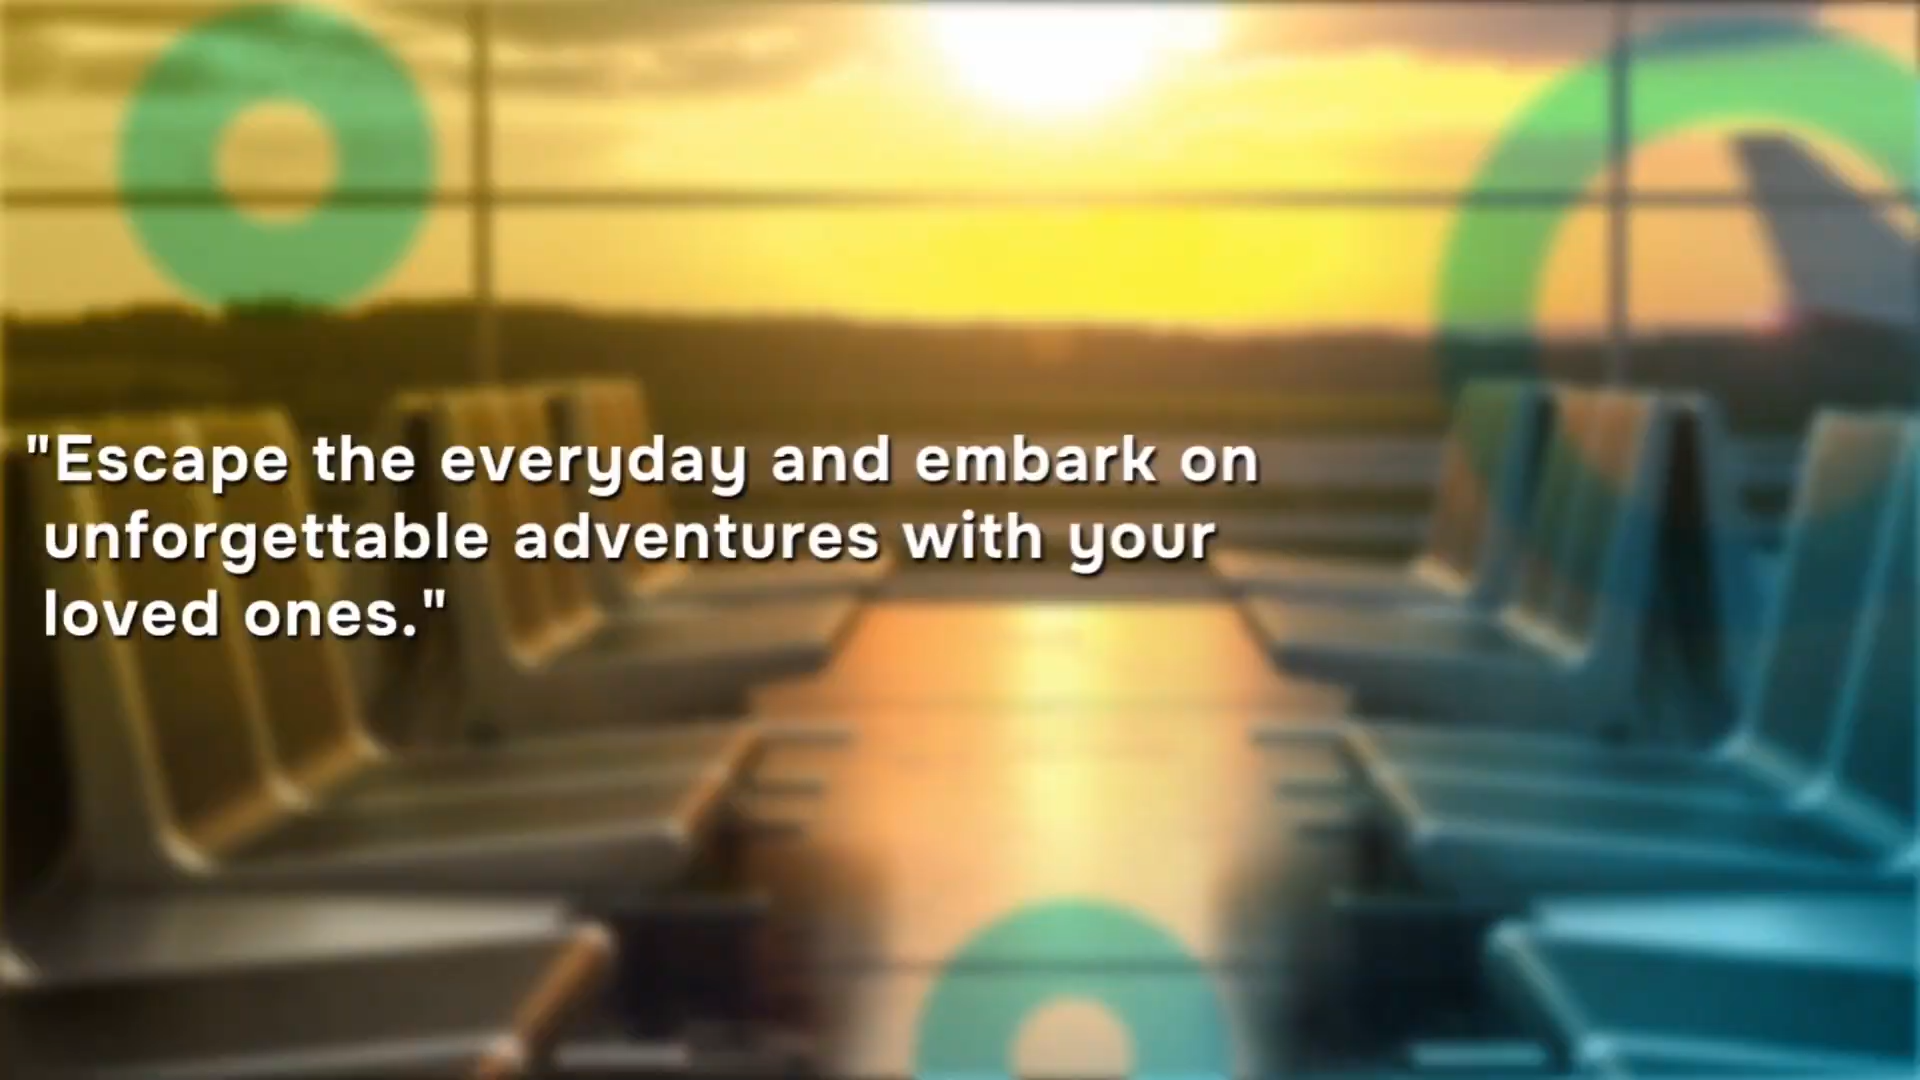 "Escape the everyday and embark on
unforgettable adventures with your
loved ones."